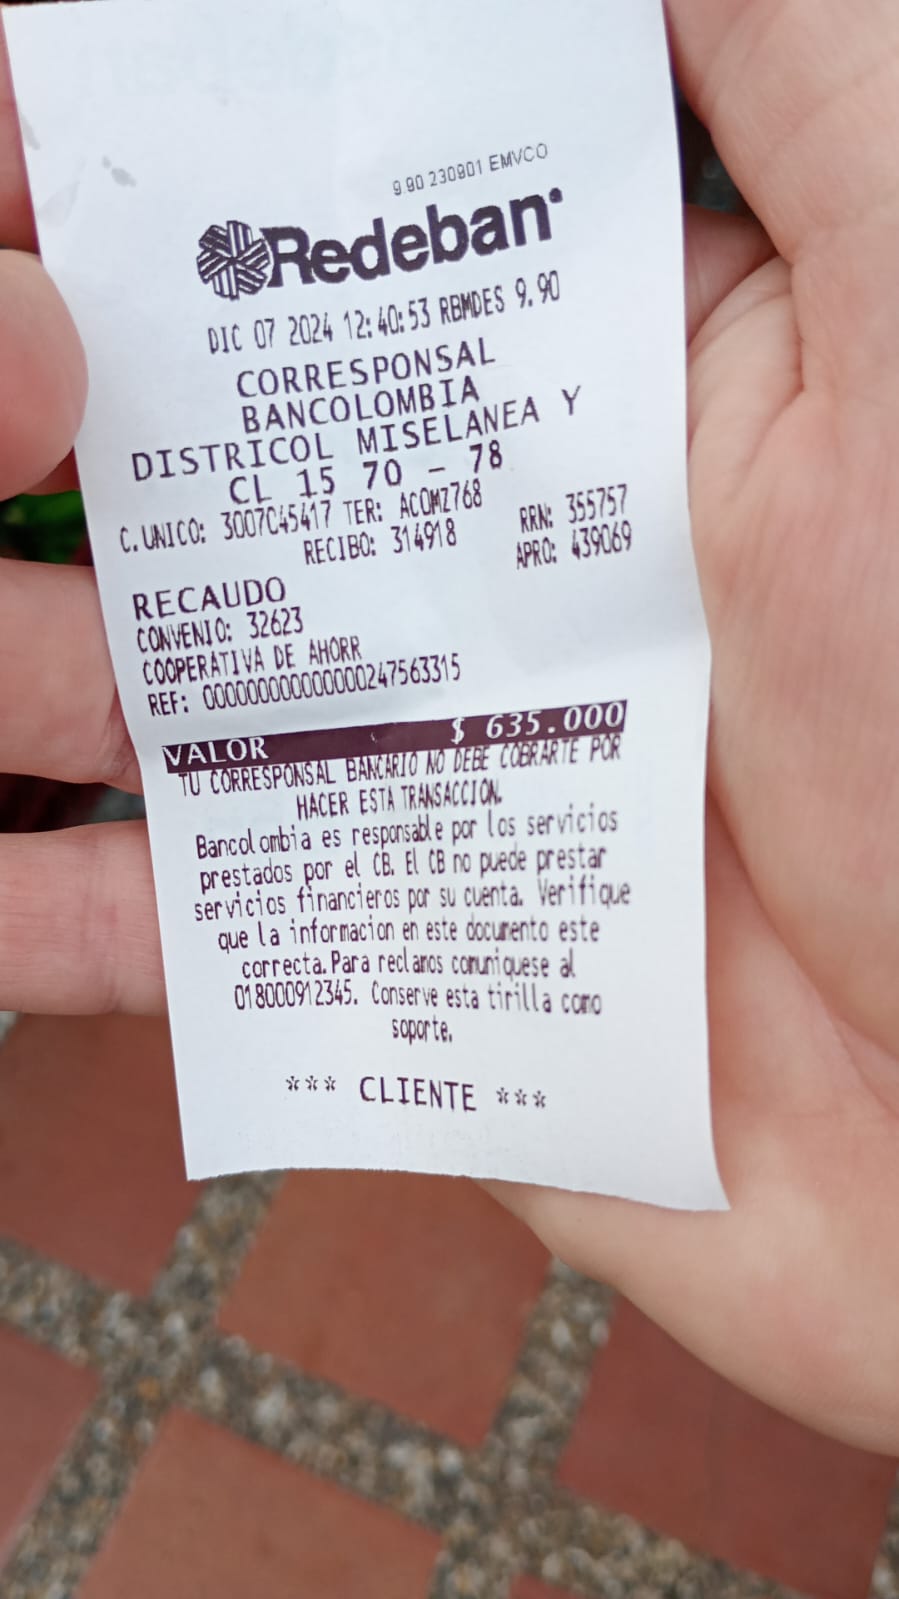 9.90 230901 EMVCO
Redeban
DIC 07 2024 12:40:53 RBMDES 9.90
CORRESPONSAL
BANCOLOMBIA
DISTRICOL MISELANEA Y
CL 15 70 - 78
C.UNICO: 3007045417 TER: ACOMZ768
RECIBO: 314918 RRN: 355757
APRO: 439069
RECAUDO
CONVENIO: 32623
COOPERATIVA DE AHORR
REF: 000000000000000247563315
VALOR $ 635.000
TU CORRESPONSAL BANCARIO NO DEBE COBRARTE POR
HACER ESTA TRANSACCION.
Bancolombia es responsable por los servicios
prestados por el CB. El CB no puede prestar
servicios financieros por su cuenta. Verifique
que la informacion en este documento este
correcta.Para reclamos comuniquese al
018000912345. Conserve esta tirilla como
soporte.
*** CLIENTE ***